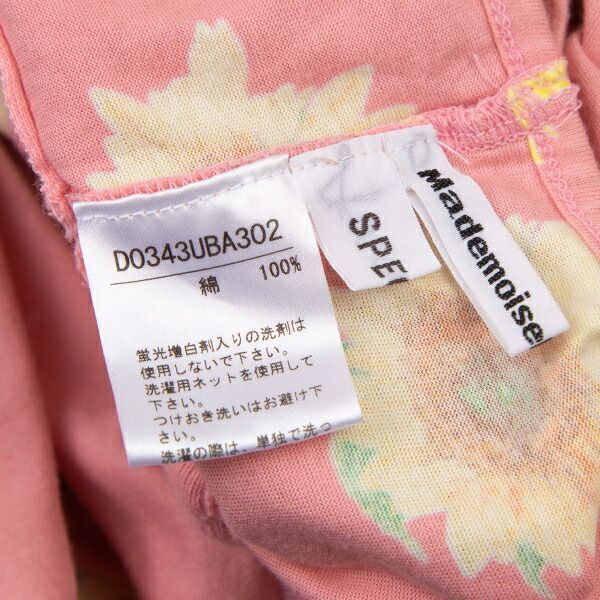 D0343UBA302
綿 100%
蛍光増白剤入りの洗剤は
使用しないで下さい。
洗濯用ネットを使用して
下さい。
つけおき洗いはお避け下
さい。
洗濯の際は、単独で洗っ
SPEC
Mademoise